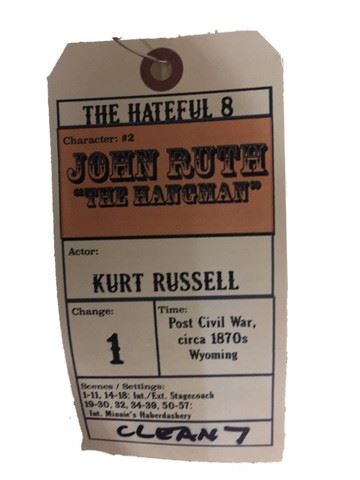 THE HATEFUL 8
Character: #2
JOHN RUTH
"THE HANGMAN"
Actor:
KURT RUSSELL
Change:
1
Time:
Post Civil War,
circa 1870s
Wyoming
Scenes / Settings:
1-11, 14-18: Int./Ext. Stagecoach
19-30, 32, 34-39, 50-57:
Int. Minnie's Haberdashery
CLEAN 7